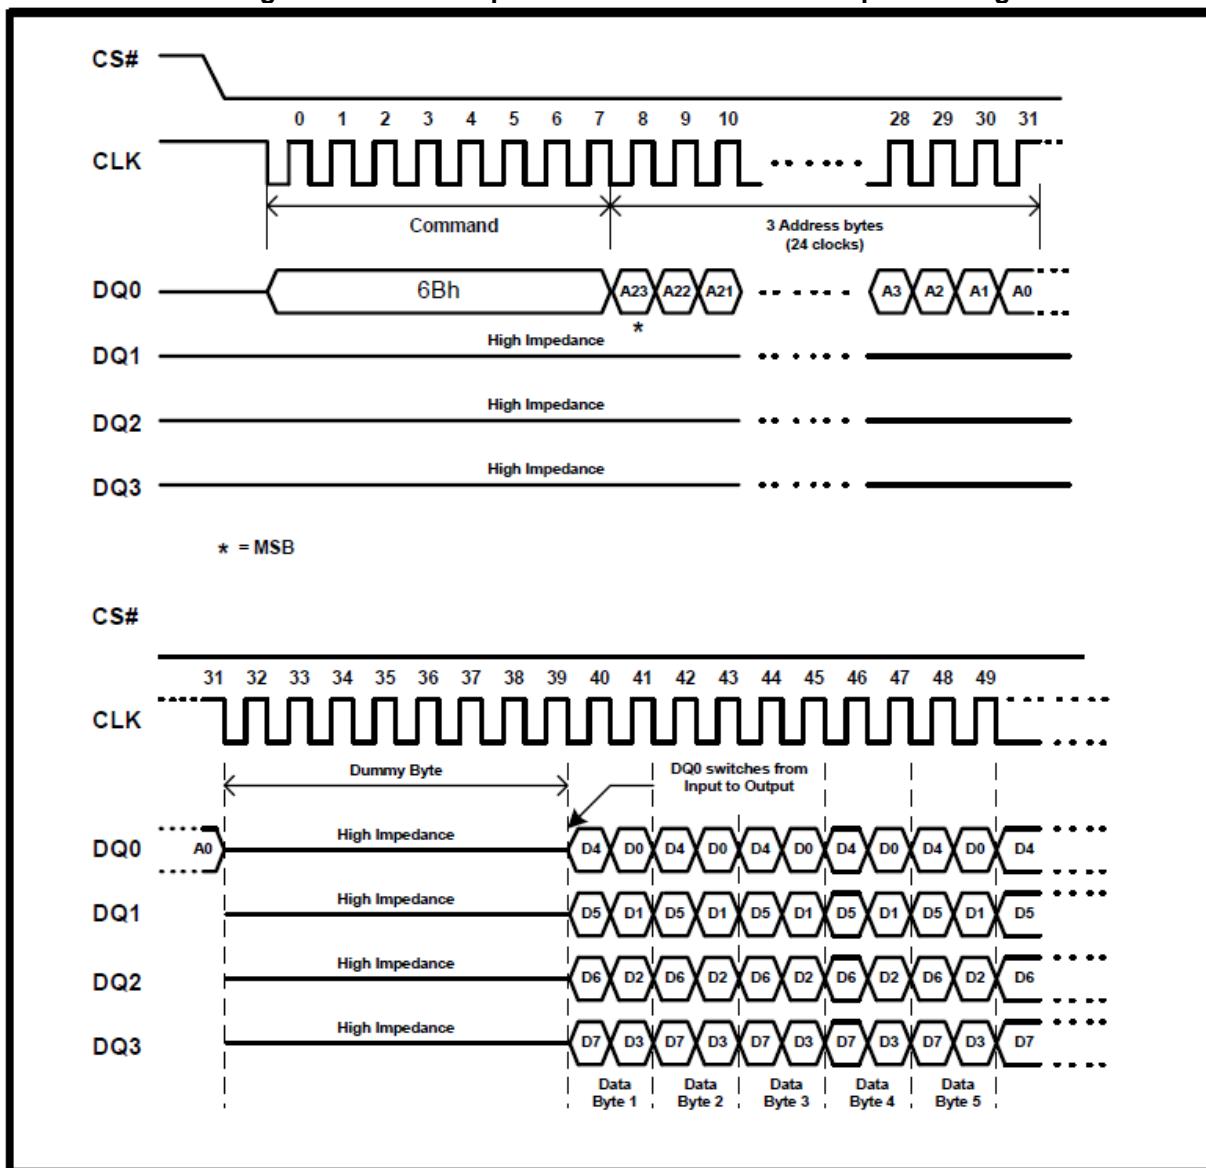 CS#
0 1 2 3 4 5 6 7 8 9 10 28 29 30 31
CLK
Command
3 Address bytes
(24 clocks)
DQ0 6Bh A23 A22 A21 A3 A2 A1 A0
*
High Impedance
DQ1
High Impedance
DQ2
High Impedance
DQ3
* = MSB
CS#
31 32 33 34 35 36 37 38 39 40 41 42 43 44 45 46 47 48 49
CLK
Dummy Byte
DQ0 switches from
Input to Output
High Impedance
DQ0 A0 D4 D0 D4 D0 D4 D0 D4 D0 D4 D0 D4
High Impedance
DQ1 D5 D1 D5 D1 D5 D1 D5 D1 D5 D1 D5
High Impedance
DQ2 D6 D2 D6 D2 D6 D2 D6 D2 D6 D2 D6
High Impedance
DQ3 D7 D3 D7 D3 D7 D3 D7 D3 D7 D3 D7
Data Data Data Data Data
Byte 1 Byte 2 Byte 3 Byte 4 Byte 5